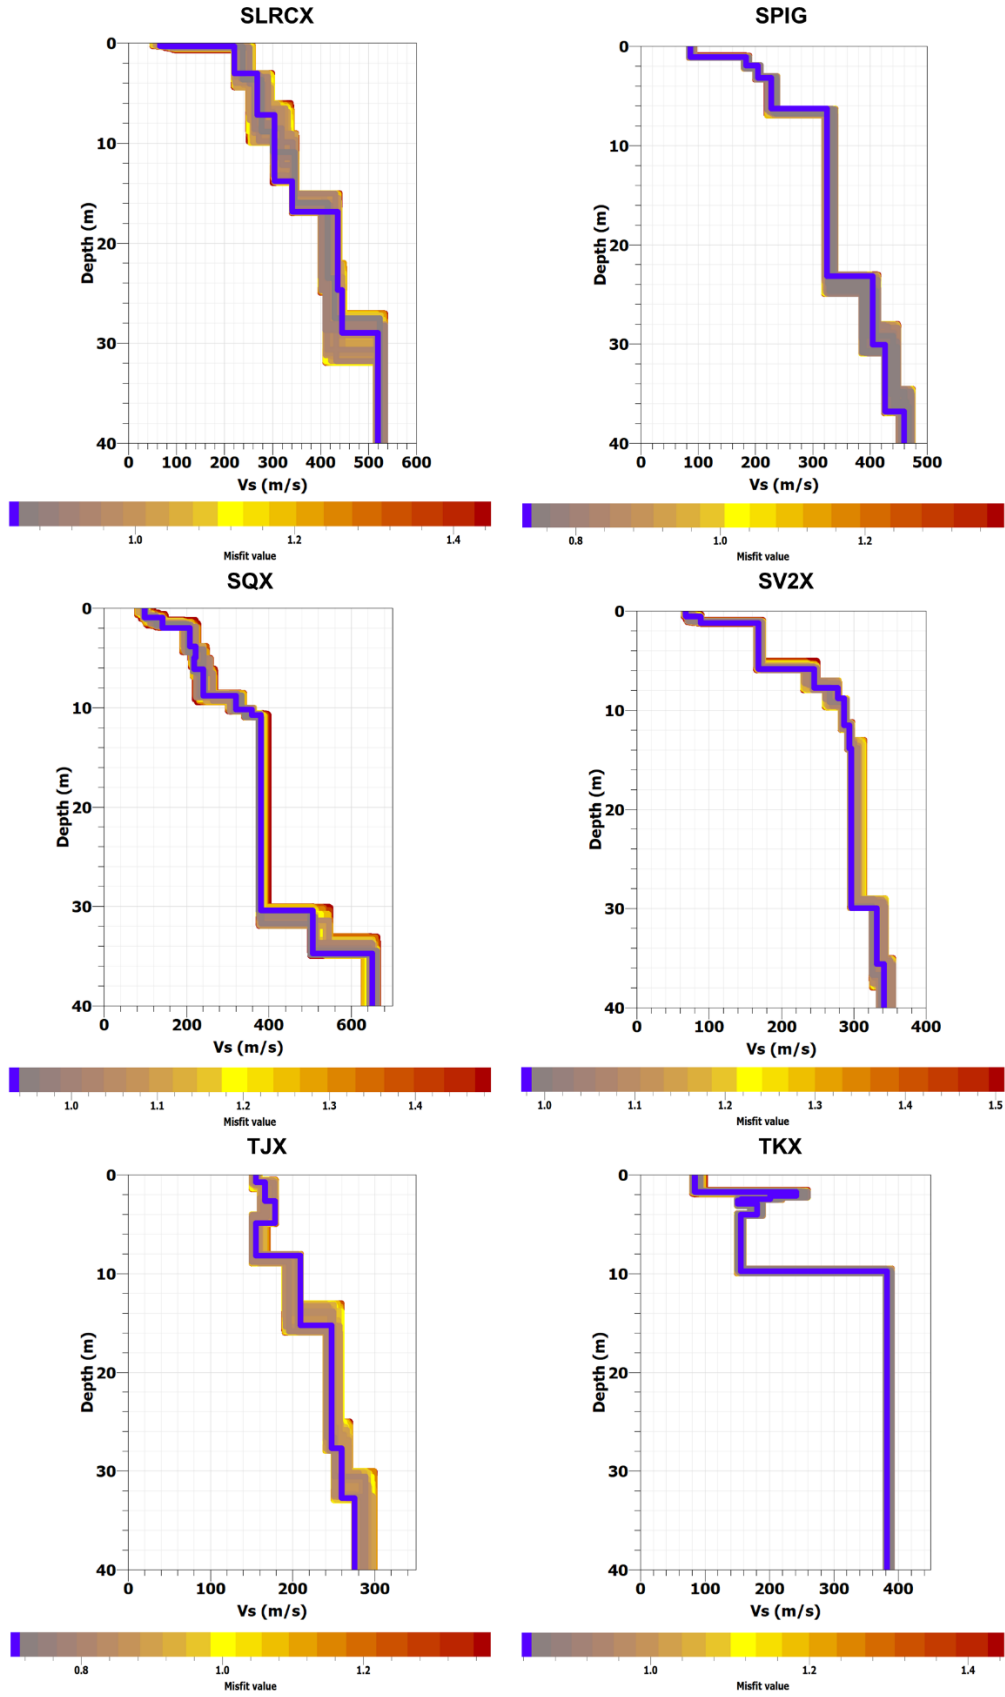 SLRCX
0
10
20
30
40
Depth (m)
0 100 200 300 400 500 600
Vs (m/s)
1.0 1.2 1.4
Misfit value
SPIG
0
10
20
30
40
Depth (m)
0 100 200 300 400 500
Vs (m/s)
0.8 1.0 1.2
Misfit value
SQX
0
10
20
30
40
Depth (m)
0 200 400 600
Vs (m/s)
1.0 1.1 1.2 1.3 1.4
Misfit value
SV2X
0
10
20
30
40
Depth (m)
0 100 200 300 400
Vs (m/s)
1.0 1.1 1.2 1.3 1.4 1.5
Misfit value
TJX
0
10
20
30
40
Depth (m)
0 100 200 300
Vs (m/s)
0.8 1.0 1.2
Misfit value
TKX
0
10
20
30
40
Depth (m)
0 100 200 300 400
Vs (m/s)
1.0 1.2 1.4
Misfit value